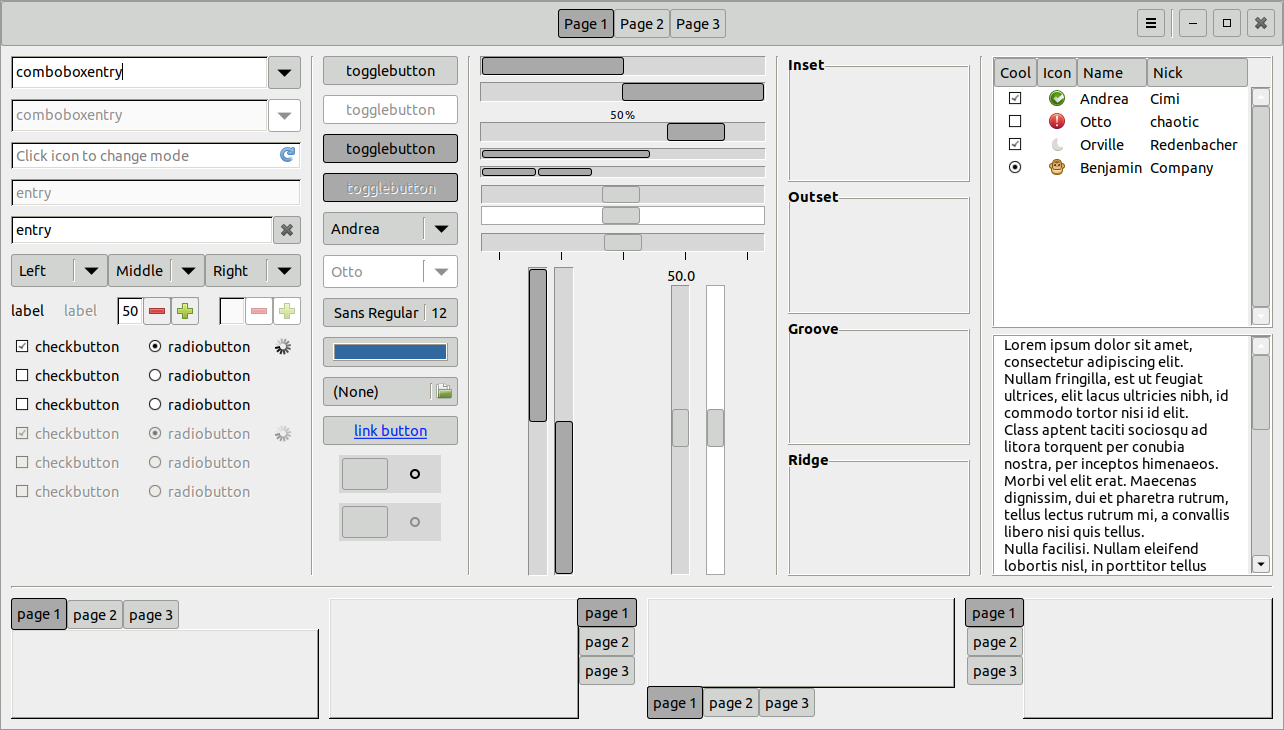 Page 1 Page 2 Page 3
comboboxentry
comboboxentry
Click icon to change mode
entry
entry
Left Middle Right
label label 50
checkbutton radiobutton
checkbutton radiobutton
checkbutton radiobutton
checkbutton radiobutton
checkbutton radiobutton
checkbutton radiobutton
togglebutton
togglebutton
togglebutton
togglebutton
Andrea
Otto
Sans Regular 12
(None)
link button
50 %
50.0
Inset
Outset
Groove
Ridge
Cool Icon Name Nick
Andrea Cimi
Otto chaotic
Orville Redenbacher
Benjamin Company
Lorem ipsum dolor sit amet,
consectetur adipiscing elit.
Nullam fringilla, est ut feugiat
ultrices, elit lacus ultricies nibh, id
commodo tortor nisi id elit.
Class aptent taciti sociosqu ad
litora torquent per conubia
nostra, per inceptos himenaeos.
Morbi vel elit erat. Maecenas
dignissim, dui et pharetra rutrum,
tellus lectus rutrum mi, a convallis
libero nisi quis tellus.
Nulla facilisi. Nullam eleifend
lobortis nisl, in porttitor tellus
page 1 page 2 page 3
page 1
page 2
page 3
page 1 page 2 page 3
page 1
page 2
page 3